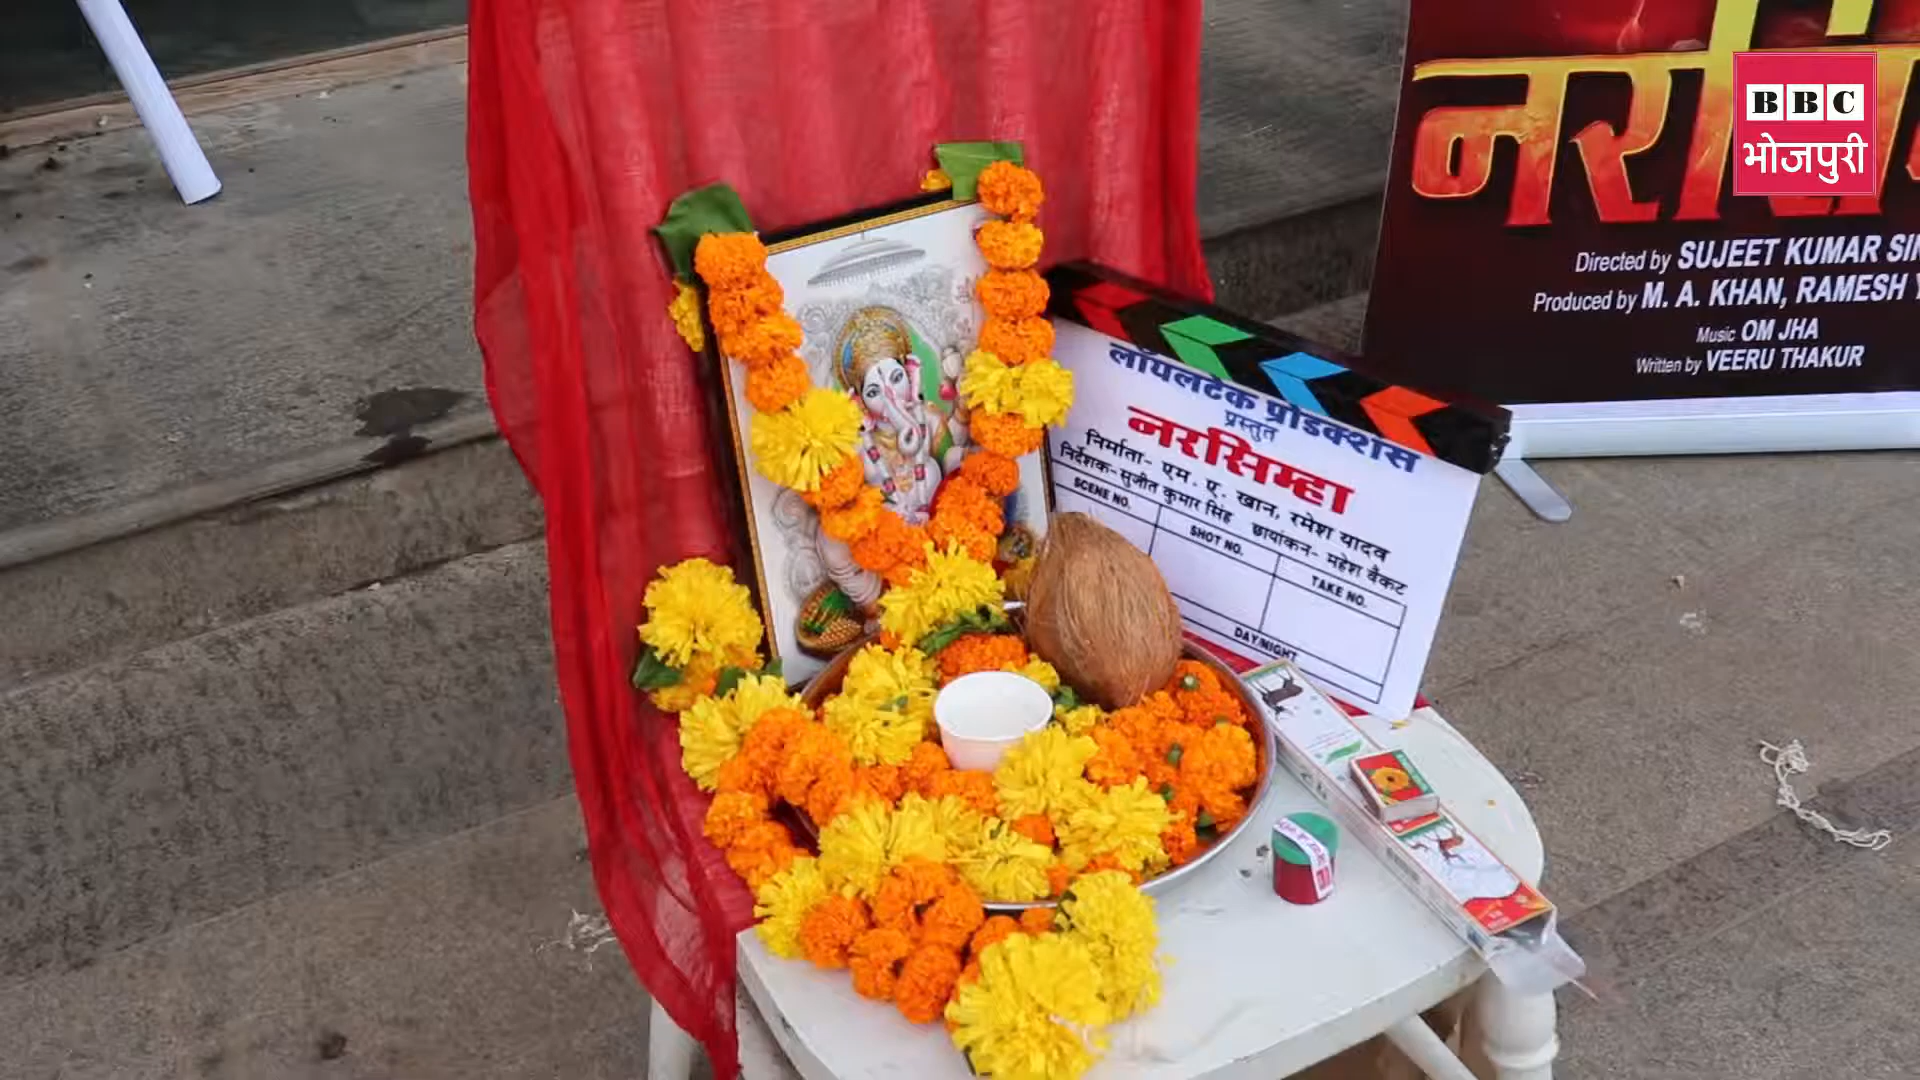 BBC
भोजपुरी
Directed by SUJEET KUMAR
Produced by M. A. KHAN, RAMESH
Music OM JHA
Written by VEERU THAKUR
लॉयलटेक प्रोडक्शंस
प्रस्तुत
नरसिम्हा
निर्माता- एम. ए. खान, रमेश यादव
निर्देशक-सुजीत कुमार सिंह छायांकन- महेश वैंकट
SCENE NO.
SHOT NO.
TAKE NO.
DAY/NIGHT